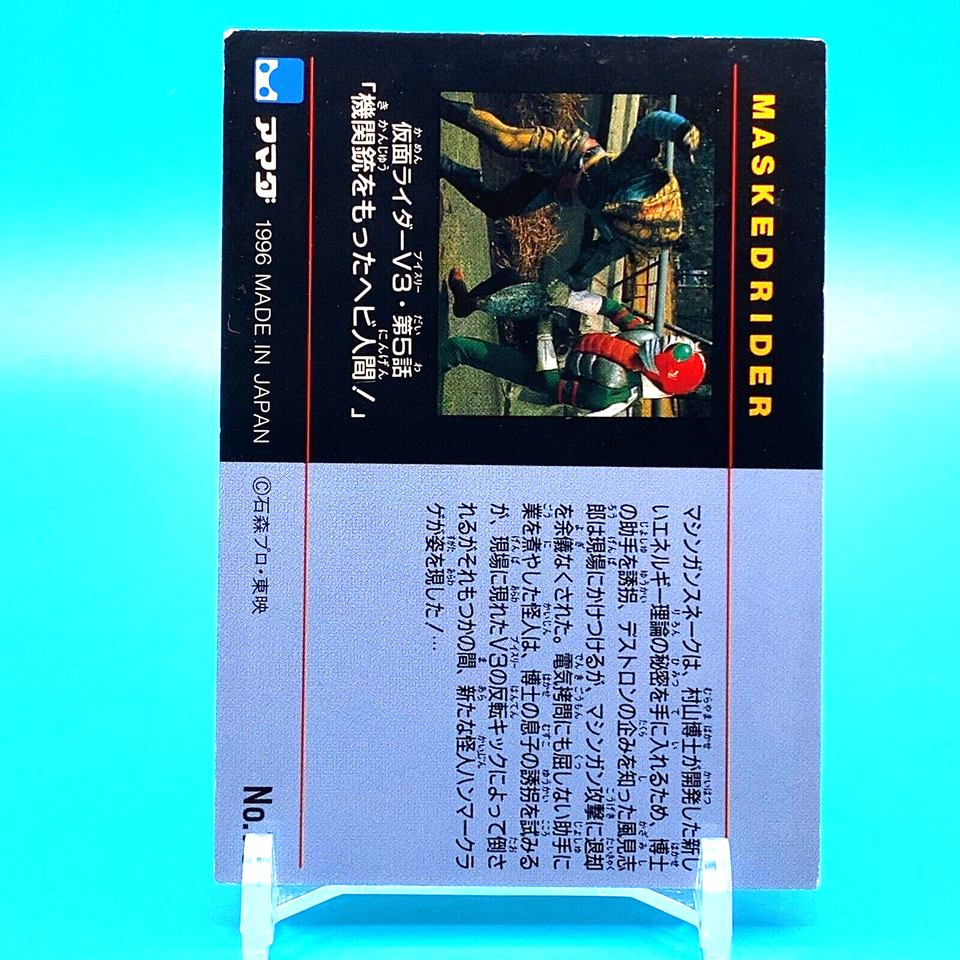 MASKED RIDER
仮面ライダーV3・第5話
「機関銃をもったヘビ人間!」
マシンガンスネークは、村山博士が開発した新し
いエネルギー理論の秘密を手に入れるため、博士
の助手を誘拐、デストロンの企みを知った風見志
郎は現場にかけつけるが、マシンガン攻撃に退却
を余儀なくされた。電気拷問にも屈しない助手に
業を煮やした怪人は、博士の息子の誘拐を試みる
が、現場に現れたV3の反転キックによって倒さ
れるがそれもつかの間、新たな怪人ハンマークラ
ゲが姿を現した!…
アマダ 1996 MADE IN JAPAN ©石森プロ・東映 No.